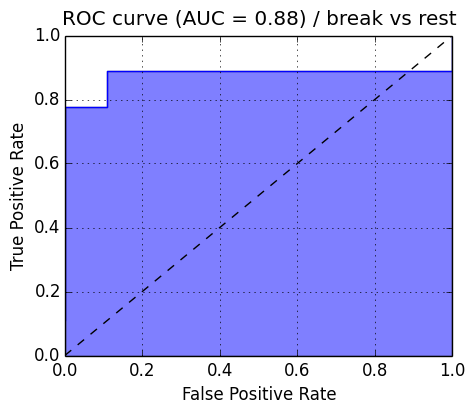 ROC curve (AUC = 0.88) / break vs rest
True Positive Rate
1.0
0.8
0.6
0.4
0.2
0.0
0.0 0.2 0.4 0.6 0.8 1.0
False Positive Rate